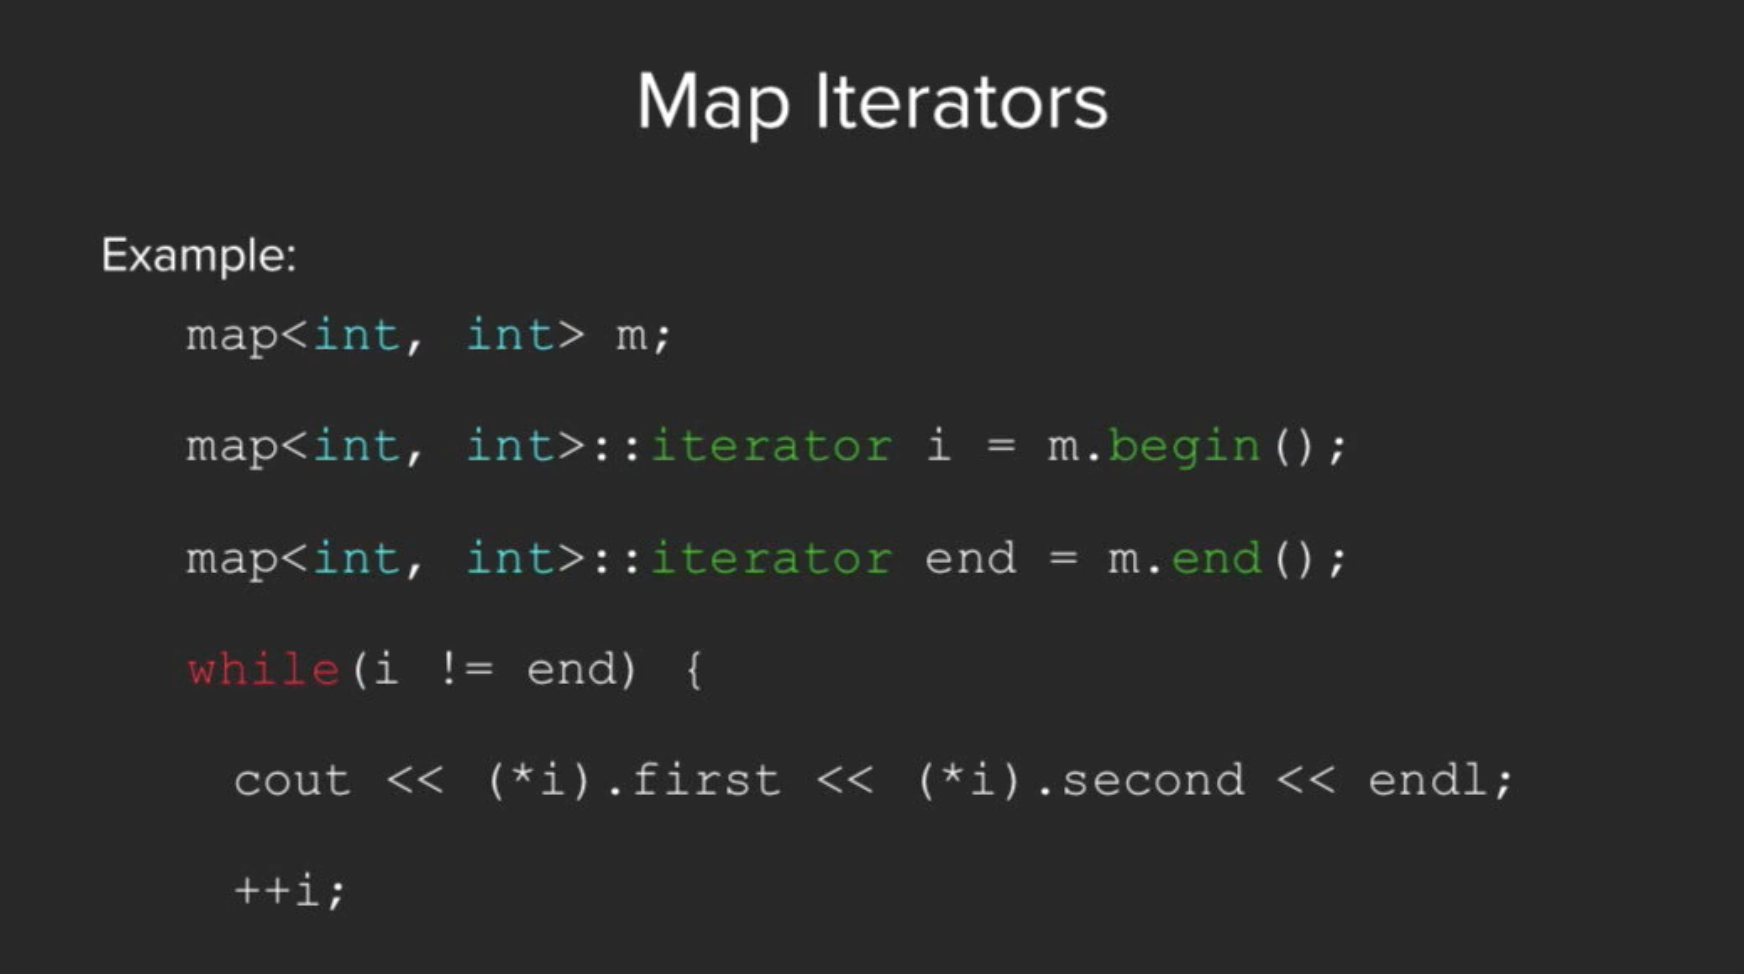 Map Iterators
Example:
map<int, int> m;
map<int, int>::iterator i = m.begin();
map<int, int>::iterator end = m.end();
while(i != end) {
cout << (*i).first << (*i).second << endl;
++i;